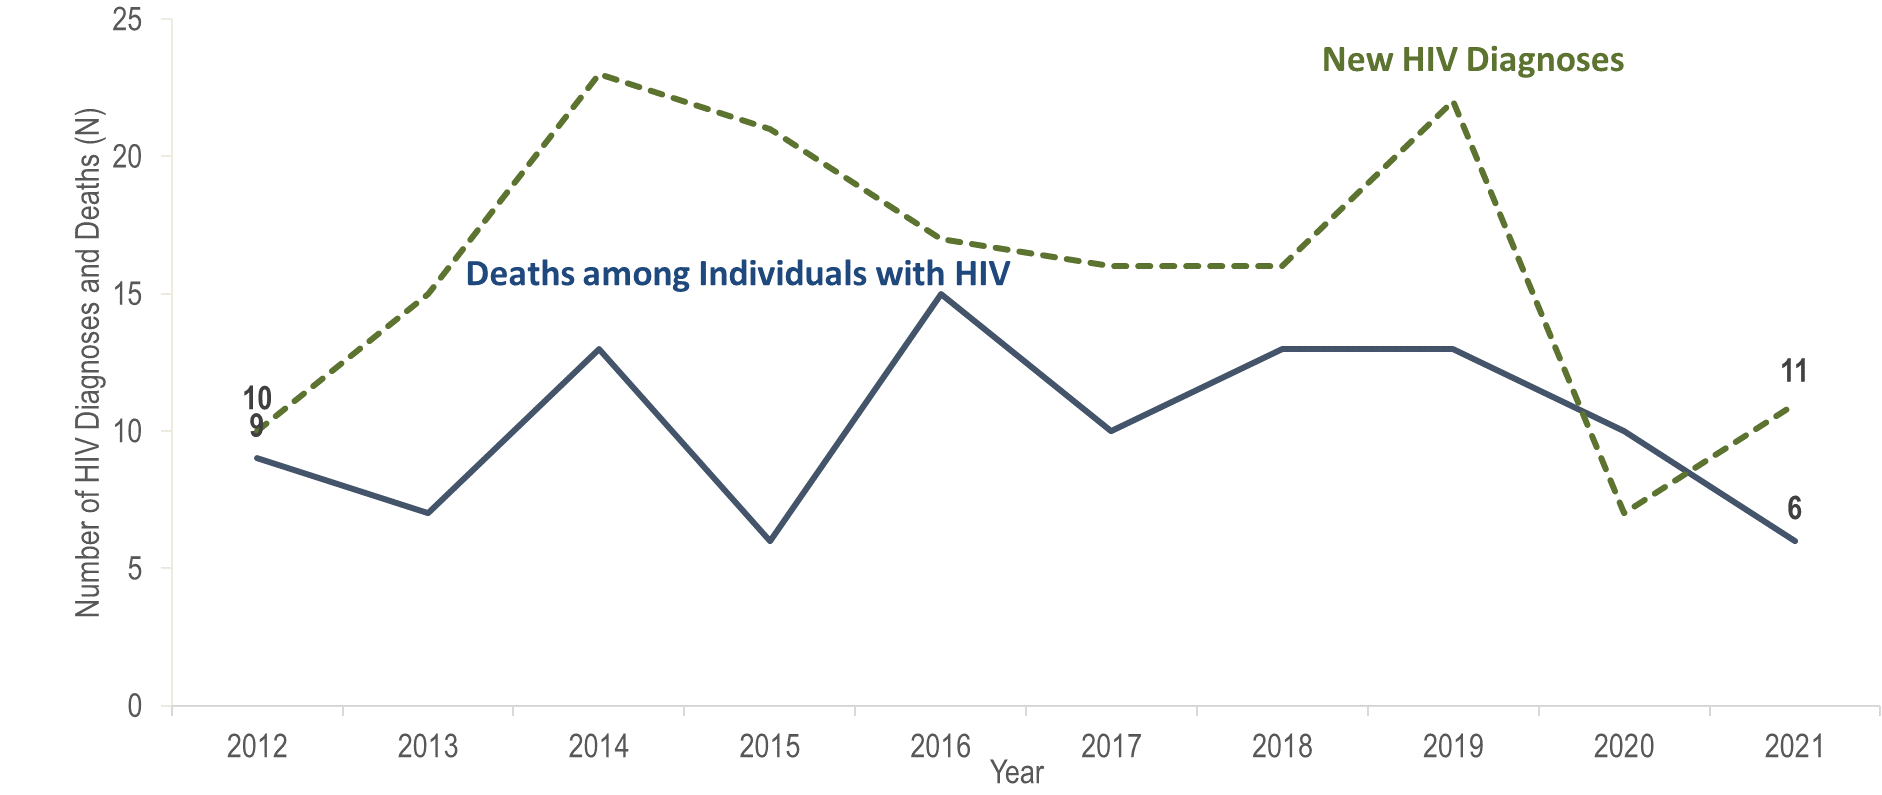 Number of HIV Diagnoses and Deaths (N)
25
20
15
10
5
0
New HIV Diagnoses
Deaths among Individuals with HIV
10
9
11
6
2012 2013 2014 2015 2016 2017 2018 2019 2020 2021
Year